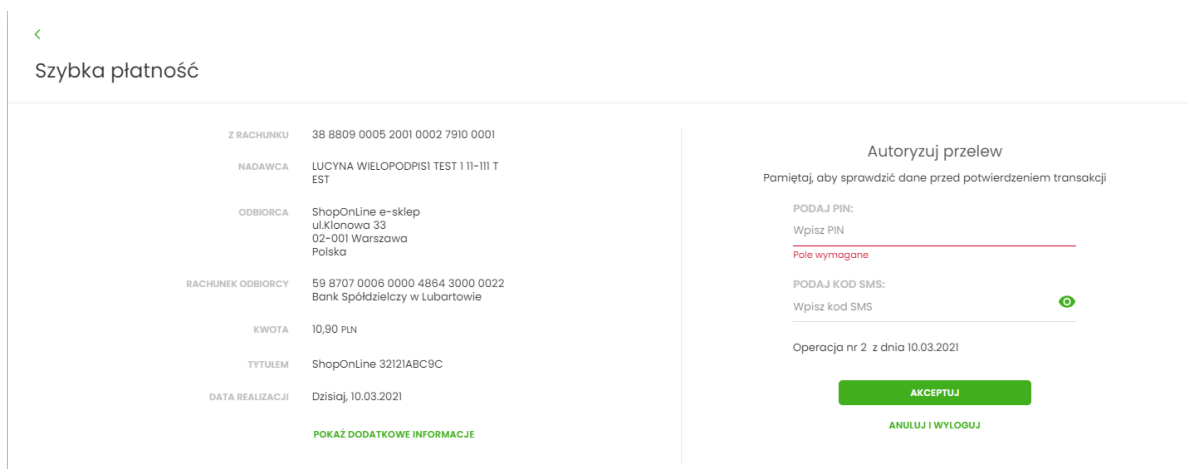 Szybka płatność
Z RACHUNKU 38 8809 0005 2001 0002 7910 0001
NADAWCA LUCYNA WIELOPODPIS1 TEST 1 11-111 T
EST
ODBIORCA ShopOnLine e-sklep
ul.Klonowa 33
02-001 Warszawa
Polska
RACHUNEK ODBIORCY 59 8707 0006 0000 4864 3000 0022
Bank Spółdzielczy w Lubartowie
KWOTA 10,90 PLN
TYTUŁEM ShopOnLine 32121ABC9C
DATA REALIZACJI Dzisiaj, 10.03.2021
POKAŻ DODATKOWE INFORMACJE
Autoryzuj przelew
Pamiętaj, aby sprawdzić dane przed potwierdzeniem transakcji
PODAJ PIN:
Wpisz PIN
Pole wymagane
PODAJ KOD SMS:
Wpisz kod SMS
Operacja nr 2 z dnia 10.03.2021
AKCEPTUJ
ANULUJ I WYLOGUJ